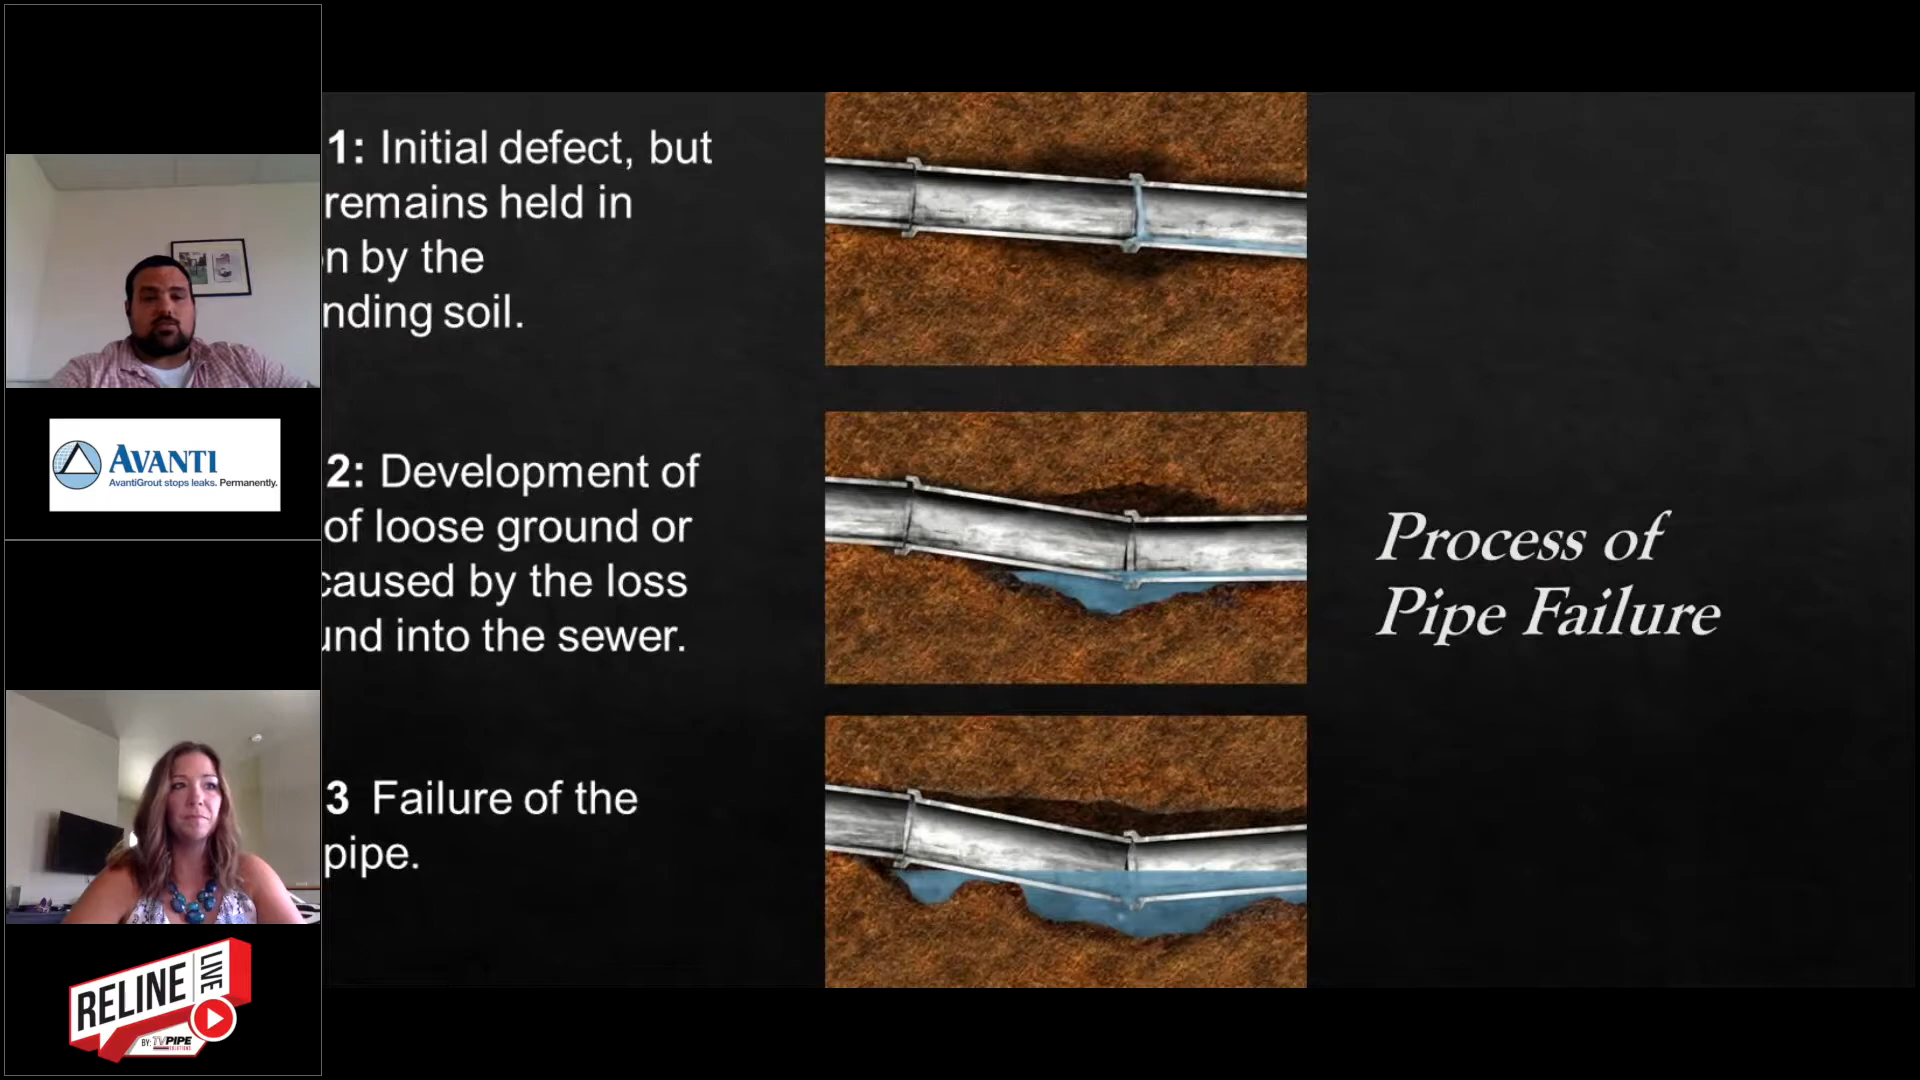 1: Initial defect, but
remains held in
n by the
nding soil.
2: Development of
of loose ground or
caused by the loss
und into the sewer.
3 Failure of the
pipe.
Process of
Pipe Failure
AVANTI
AvantiGrout stops leaks. Permanently.
RELINE LIVE
BY: TVPIPE
SOLUTIONS